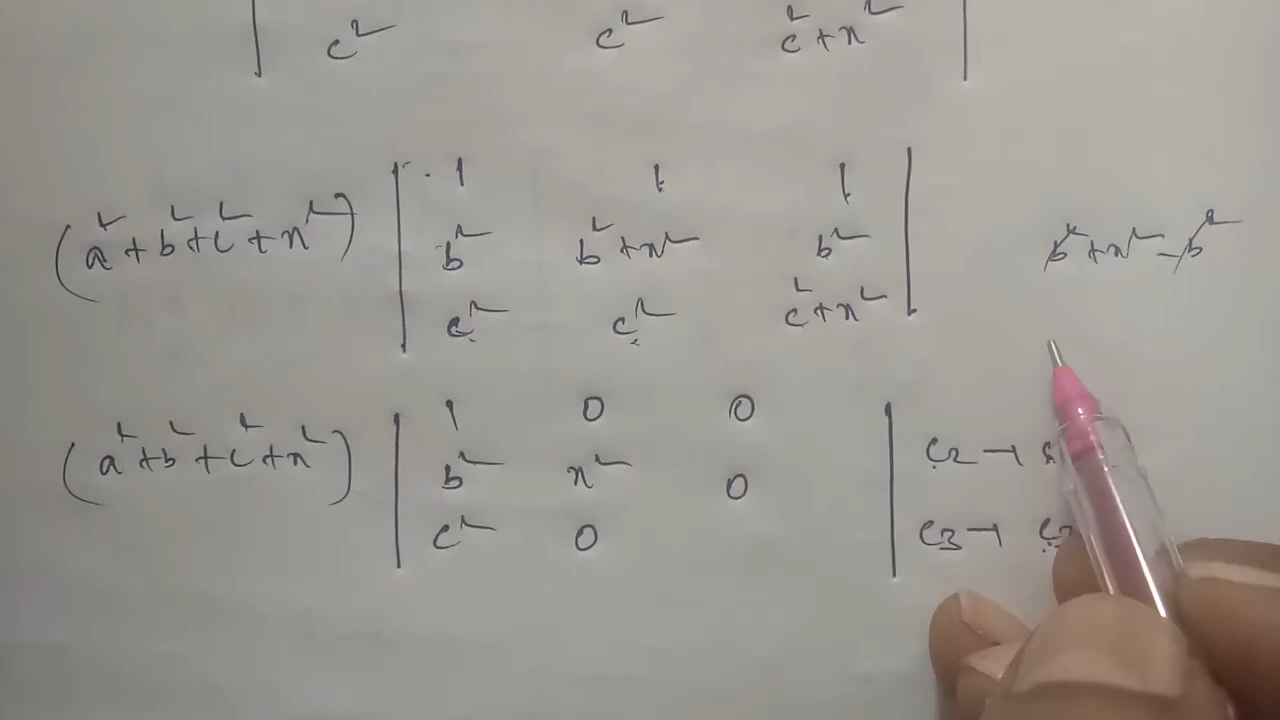 c² c² c²+x²
1 1 1
(a²+b²+c²+x²) b² b²+x² b² b²+x²-b²
c² c² c²+x²
1 0 0
(a²+b²+c²+x²) b² x² 0 C2→
c² 0 C3→